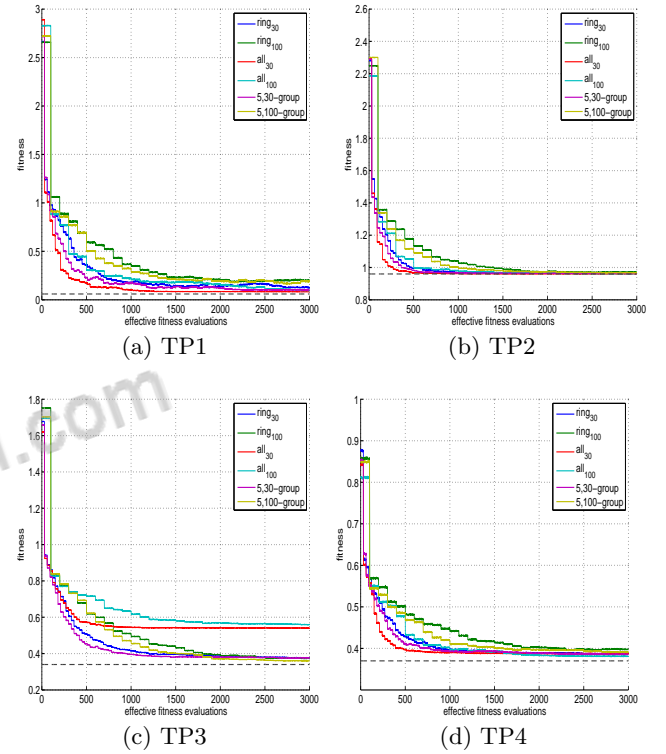 3
2.5
2
1.5
1
0.5
0
fitness
0 500 1000 1500 2000 2500 3000
effective fitness evaluations
ring30
ring100
all30
all100
5,30−group
5,100−group
(a) TP1
2.6
2.4
2.2
2
1.8
1.6
1.4
1.2
1
0.8
fitness
0 500 1000 1500 2000 2500 3000
effective fitness evaluations
ring30
ring100
all30
all100
5,30−group
5,100−group
(b) TP2
1.8
1.6
1.4
1.2
1
0.8
0.6
0.4
0.2
fitness
0 500 1000 1500 2000 2500 3000
effective fitness evaluations
ring30
ring100
all30
all100
5,30−group
5,100−group
(c) TP3
1
0.9
0.8
0.7
0.6
0.5
0.4
fitness
0 500 1000 1500 2000 2500 3000
effective fitness evaluations
ring30
ring100
all30
all100
5,30−group
5,100−group
(d) TP4
.com